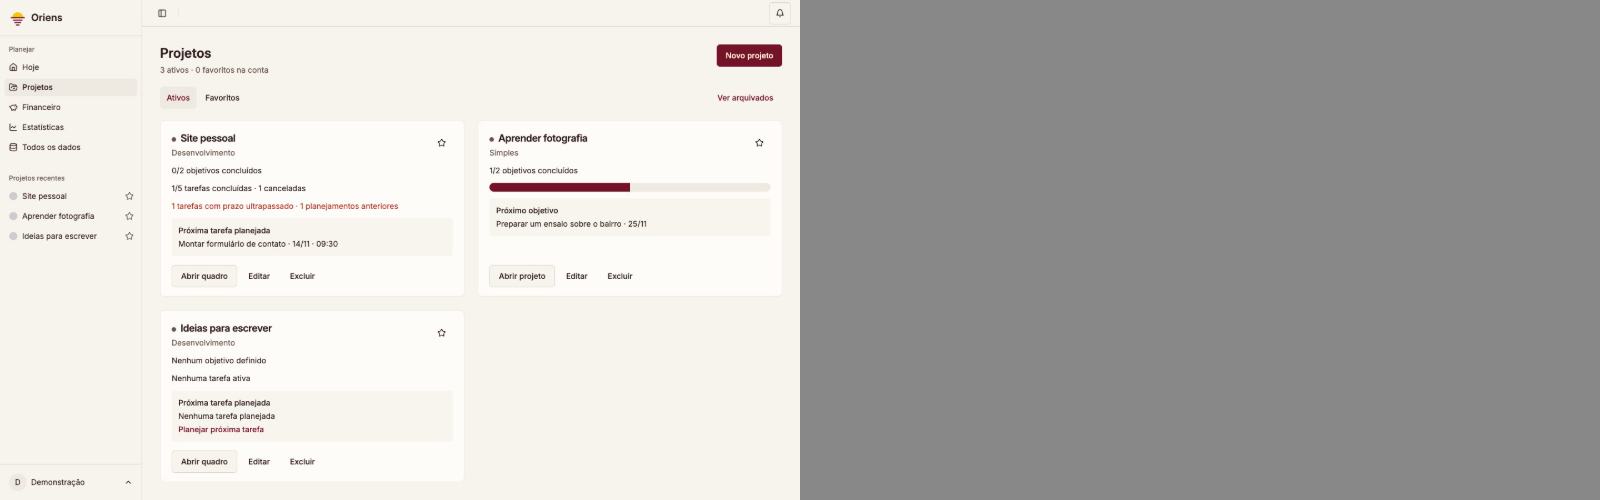 Oriens
Planejar
Hoje
Projetos
Financeiro
Estatísticas
Todos os dados
Projetos recentes
Site pessoal
Aprender fotografia
Ideias para escrever
D Demonstração
Projetos
3 ativos · 0 favoritos na conta
Novo projeto
Ativos Favoritos
Ver arquivados
Site pessoal
Desenvolvimento
0/2 objetivos concluídos
1/5 tarefas concluídas · 1 canceladas
1 tarefas com prazo ultrapassado · 1 planejamentos anteriores
Próxima tarefa planejada
Montar formulário de contato · 14/11 · 09:30
Abrir quadro Editar Excluir
Aprender fotografia
Simples
1/2 objetivos concluídos
Próximo objetivo
Preparar um ensaio sobre o bairro · 25/11
Abrir projeto Editar Excluir
Ideias para escrever
Desenvolvimento
Nenhum objetivo definido
Nenhuma tarefa ativa
Próxima tarefa planejada
Nenhuma tarefa planejada
Planejar próxima tarefa
Abrir quadro Editar Excluir